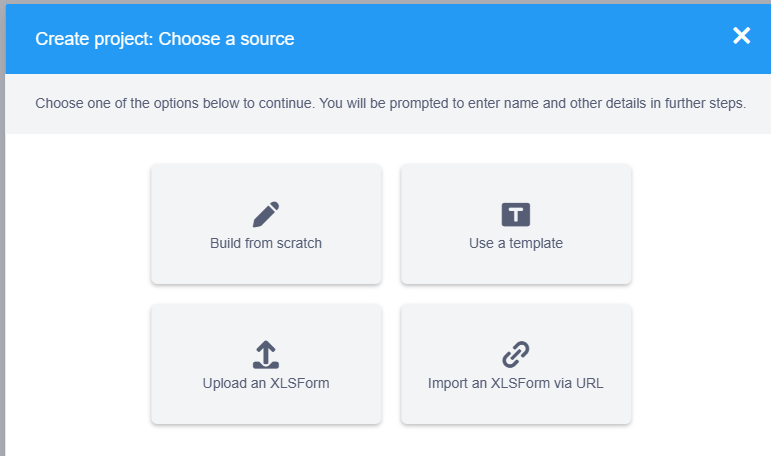 Create project: Choose a source
Choose one of the options below to continue. You will be prompted to enter name and other details in further steps.
Build from scratch
Use a template
Upload an XLSForm
Import an XLSForm via URL